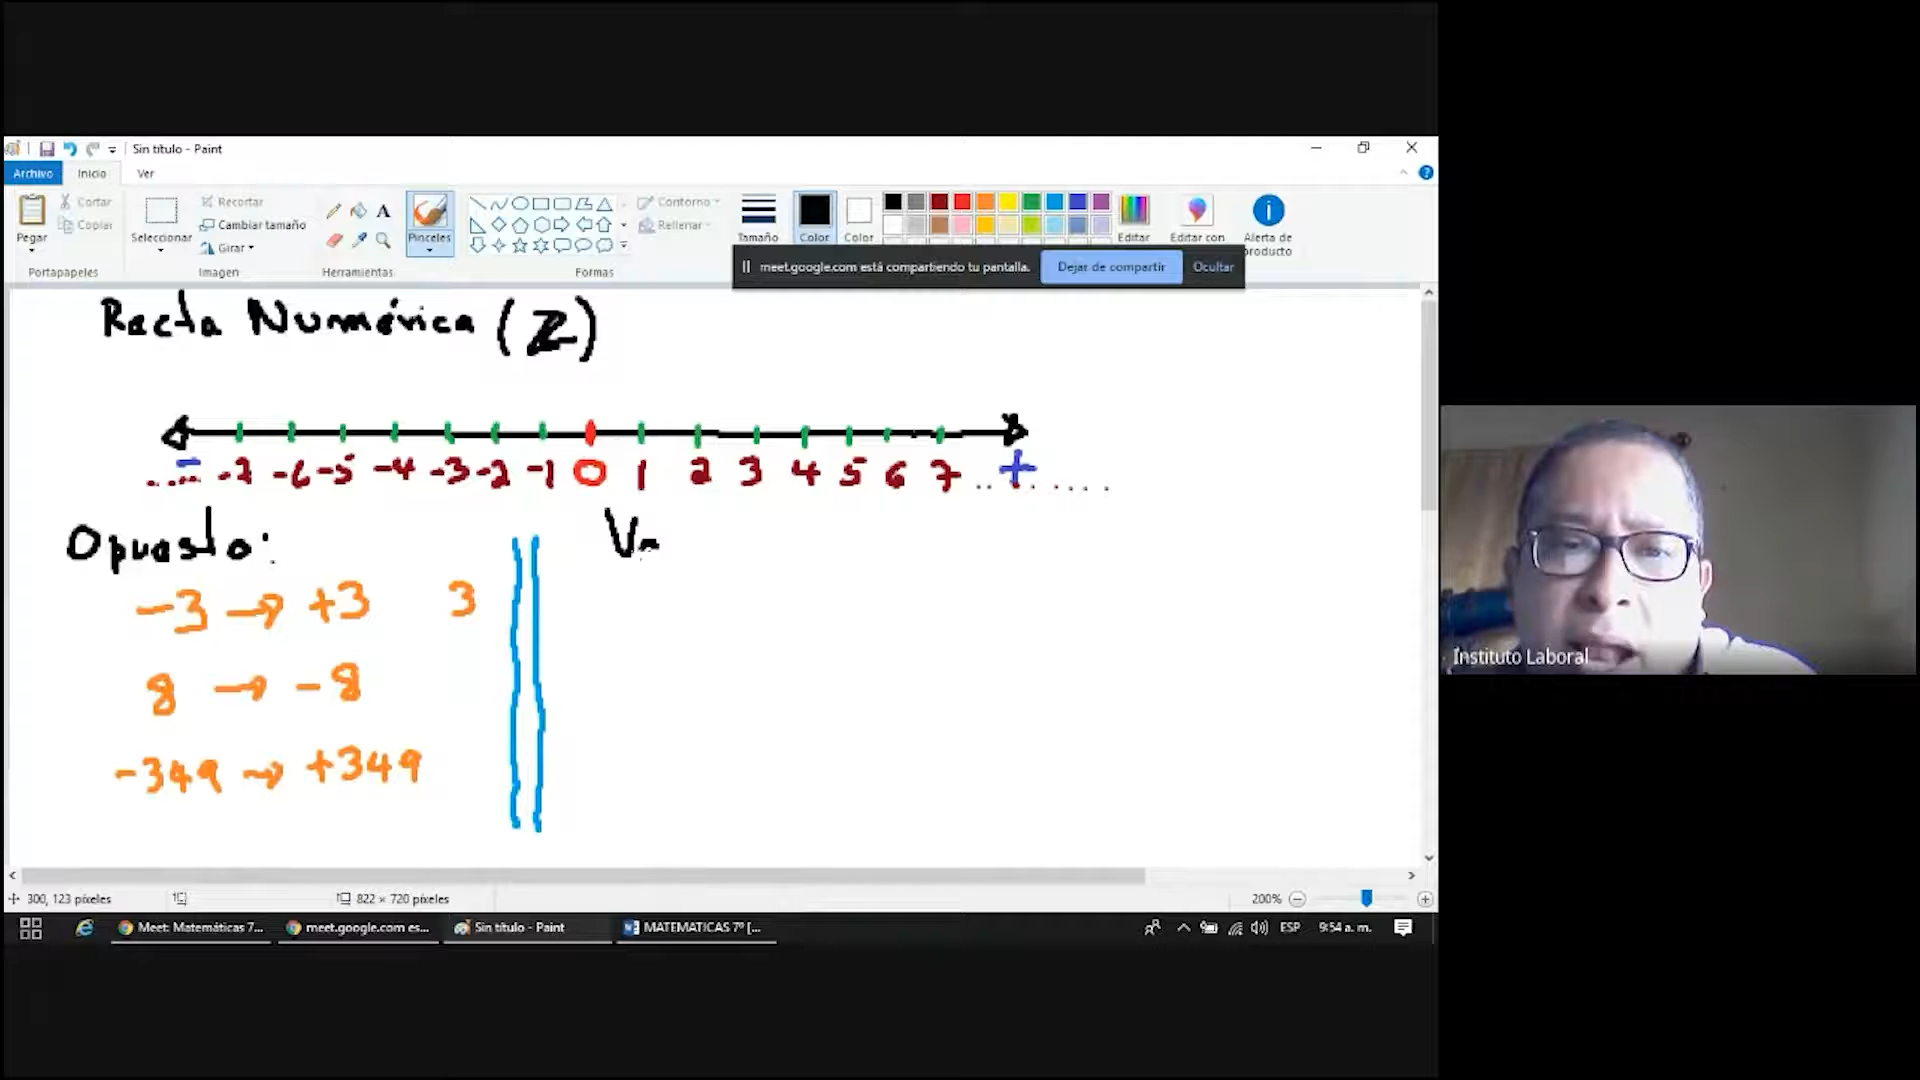 Sin título - Paint
Archivo Inicio Ver
Pegar Cortar Copiar Seleccionar Recortar Cambiar tamaño Girar A Pinceles Contorno Rellenar Tamaño Color Color Editar Editar con Alerta de producto
Portapapeles Imagen Herramientas Formas
meet.google.com está compartiendo tu pantalla. Dejar de compartir Ocultar
Recta Numérica (Z)
....- -7 -6 -5 -4 -3 -2 -1 0 1 2 3 4 5 6 7 ..+.....
Opuesto: Va
-3 → +3 3
8 → -8
-349 → +349
Instituto Laboral
300, 123 píxeles 822 × 720 píxeles 200%
Meet: Matemáticas 7... meet.google.com es... Sin título - Paint MATEMATICAS 7º [... ESP 9:54 a. m.